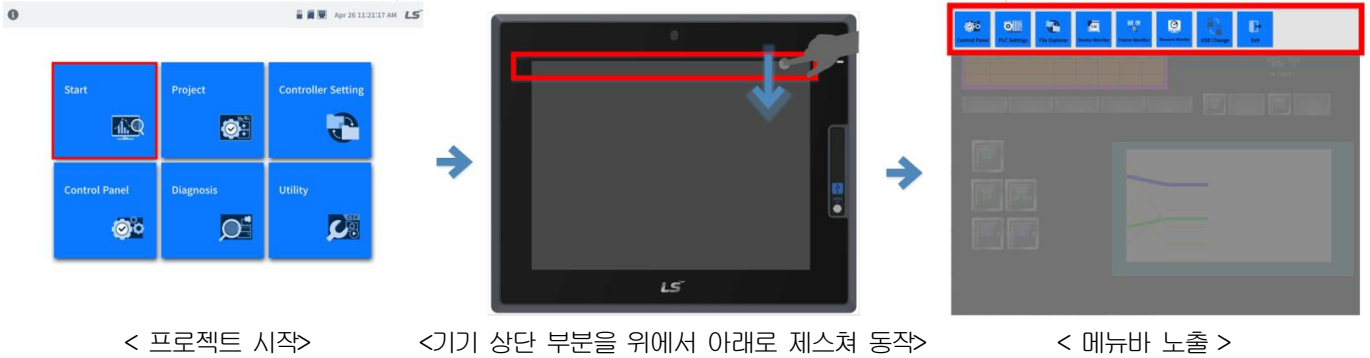 Apr 26 11:21:17 AM LS
Start
Project
Controller Setting
Control Panel
Diagnosis
Utility
CSV
LS
Control Panel
PLC Settings
File Explorer
Device Monitor
Frame Monitor
USB Change
Exit
< 프로젝트 시작>
<기기 상단 부분을 위에서 아래로 제스쳐 동작>
< 메뉴바 노출 >